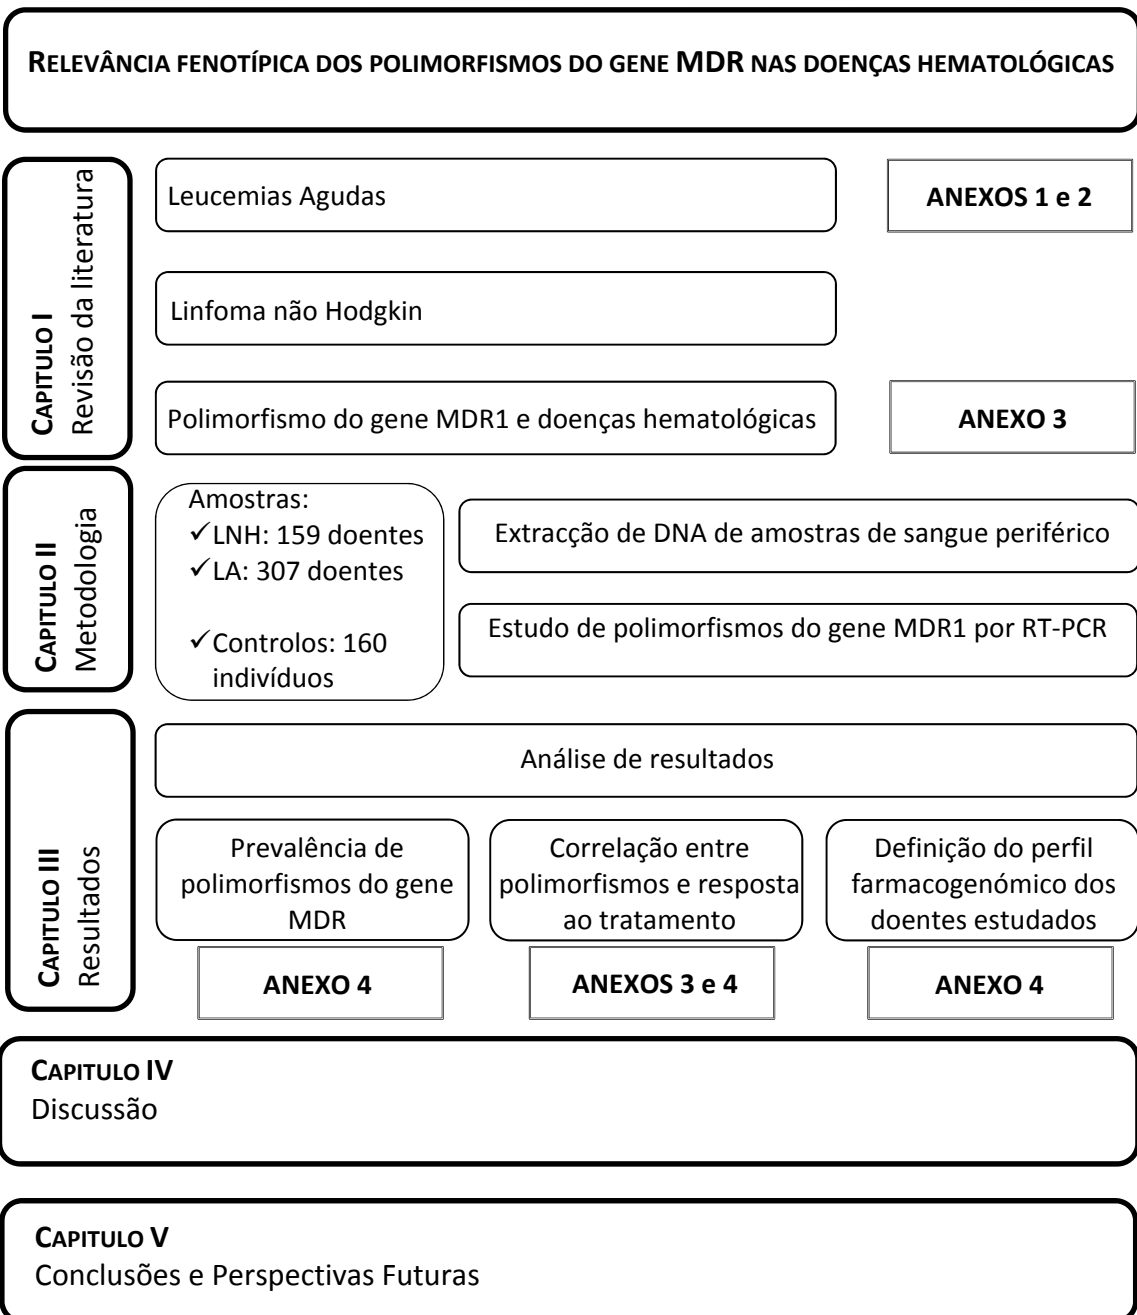 RELEVÂNCIA FENOTÍPICA DOS POLIMORFISMOS DO GENE MDR NAS DOENÇAS HEMATOLÓGICAS
CAPITULO I
Revisão da literatura
Leucemias Agudas
ANEXOS 1 e 2
Linfoma não Hodgkin
Polimorfismo do gene MDR1 e doenças hematológicas
ANEXO 3
CAPITULO II
Metodologia
Amostras:
✓LNH: 159 doentes
✓LA: 307 doentes
✓Controlos: 160
indivíduos
Extracção de DNA de amostras de sangue periférico
Estudo de polimorfismos do gene MDR1 por RT-PCR
CAPITULO III
Resultados
Análise de resultados
Prevalência de
polimorfismos do gene
MDR
ANEXO 4
Correlação entre
polimorfismos e resposta
ao tratamento
ANEXOS 3 e 4
Definição do perfil
farmacogenómico dos
doentes estudados
ANEXO 4
CAPITULO IV
Discussão
CAPITULO V
Conclusões e Perspectivas Futuras